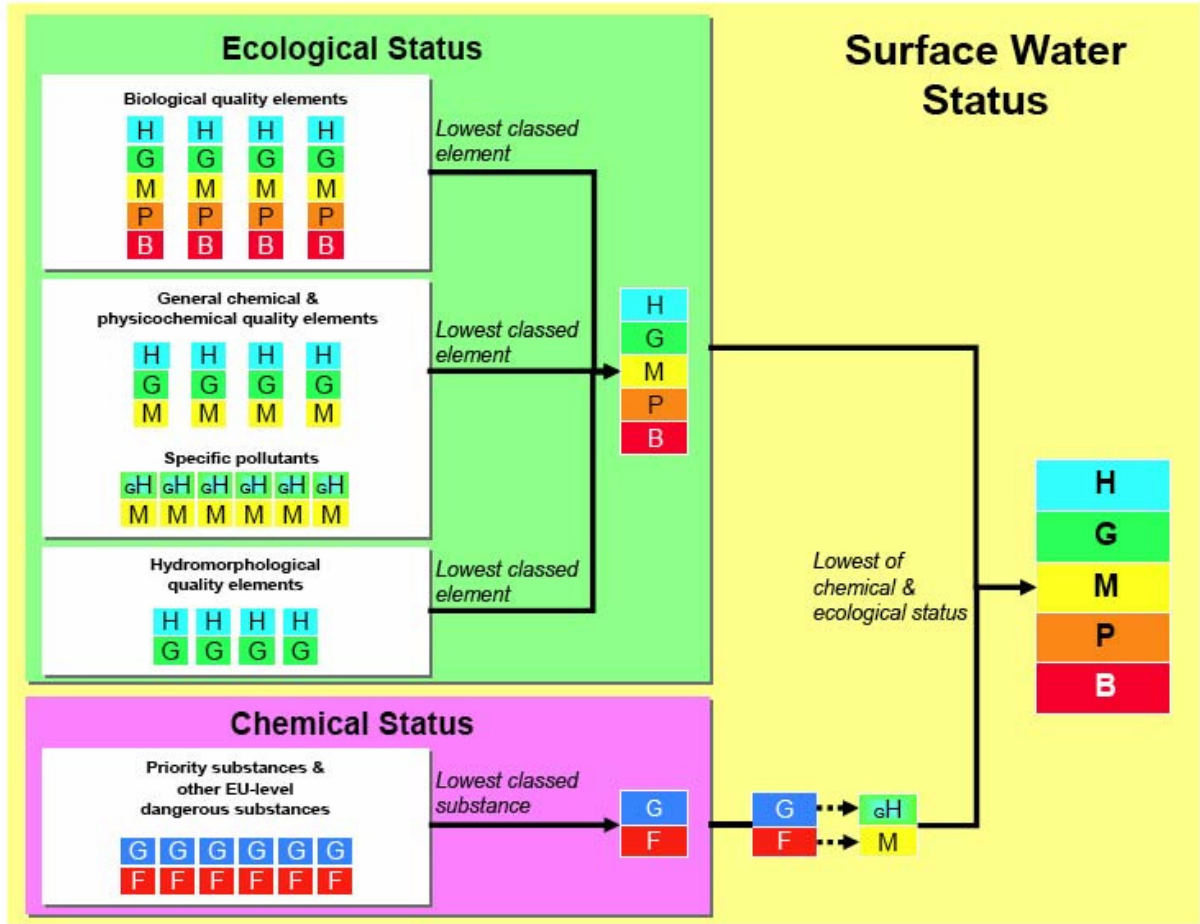 Ecological Status
Surface Water
Status
Biological quality elements
H H H H
G G G G
M M M M
P P P P
B B B B
Lowest classed
element
General chemical &
physicochemical quality elements
H H H H
G G G G
M M M M
Lowest classed
element
Specific pollutants
GH GH GH GH GH GH
M M M M M M
Hydromorphological
quality elements
H H H H
G G G G
Lowest classed
element
H
G
M
P
B
Lowest of
chemical &
ecological status
H
G
M
P
B
Chemical Status
Priority substances &
other EU-level
dangerous substances
G G G G G G
F F F F F F
Lowest classed
substance
G
F
G
F
GH
M